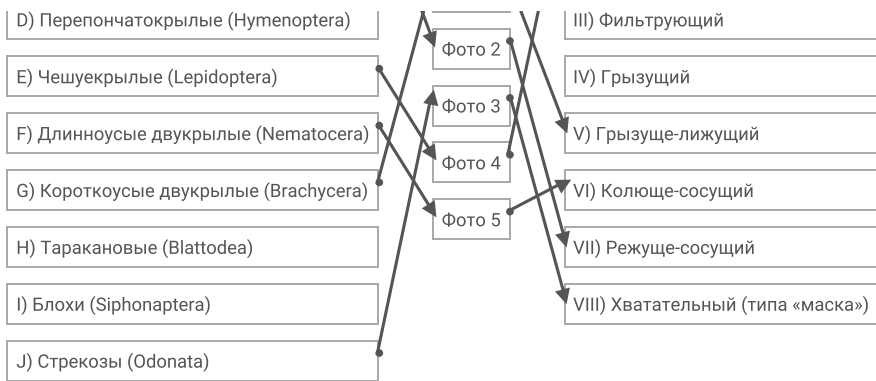 D) Перепончатокрылые (Hymenoptera)
E) Чешуекрылые (Lepidoptera)
F) Длинноусые двукрылые (Nematocera)
G) Короткоусые двукрылые (Brachycera)
H) Таракановые (Blattodea)
I) Блохи (Siphonaptera)
J) Стрекозы (Odonata)
Фото 2
Фото 3
Фото 4
Фото 5
III) Фильтрующий
IV) Грызущий
V) Грызуще-лижущий
VI) Колюще-сосущий
VII) Режуще-сосущий
VIII) Хватательный (типа «маска»)